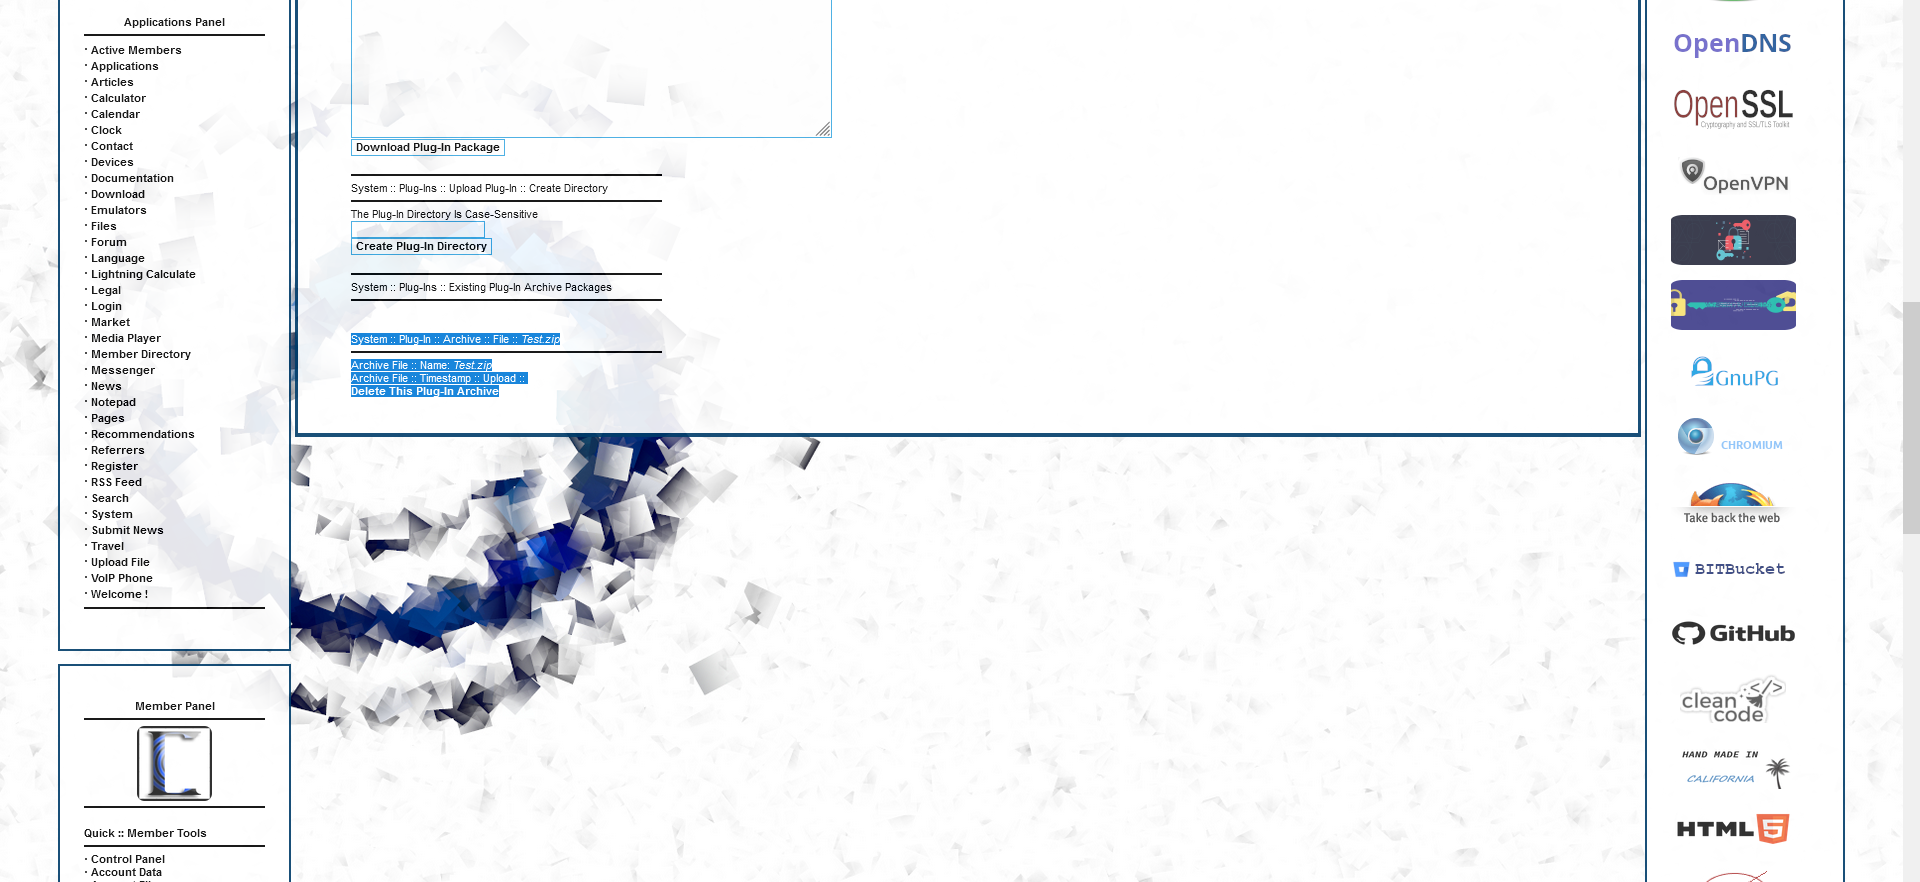 Applications Panel
· Active Members
· Applications
· Articles
· Calculator
· Calendar
· Clock
· Contact
· Devices
· Documentation
· Download
· Emulators
· Files
· Forum
· Language
· Lightning Calculate
· Legal
· Login
· Market
· Media Player
· Member Directory
· Messenger
· News
· Notepad
· Pages
· Recommendations
· Referrers
· Register
· RSS Feed
· Search
· System
· Submit News
· Travel
· Upload File
· VoIP Phone
· Welcome !
Member Panel
Quick :: Member Tools
· Control Panel
· Account Data
Download Plug-In Package
System :: Plug-Ins :: Upload Plug-In :: Create Directory
The Plug-In Directory Is Case-Sensitive
Create Plug-In Directory
System :: Plug-Ins :: Existing Plug-In Archive Packages
System :: Plug-In :: Archive :: File :: Test.zip
Archive File :: Name: Test.zip
Archive File :: Timestamp :: Upload ::
Delete This Plug-In Archive
OpenDNS
OpenSSL
Cryptography and SSL/TLS Toolkit
OpenVPN
GnuPG
CHROMIUM
Take back the web
BITBucket
GitHub
clean
code
HAND MADE IN
CALIFORNIA
HTML5